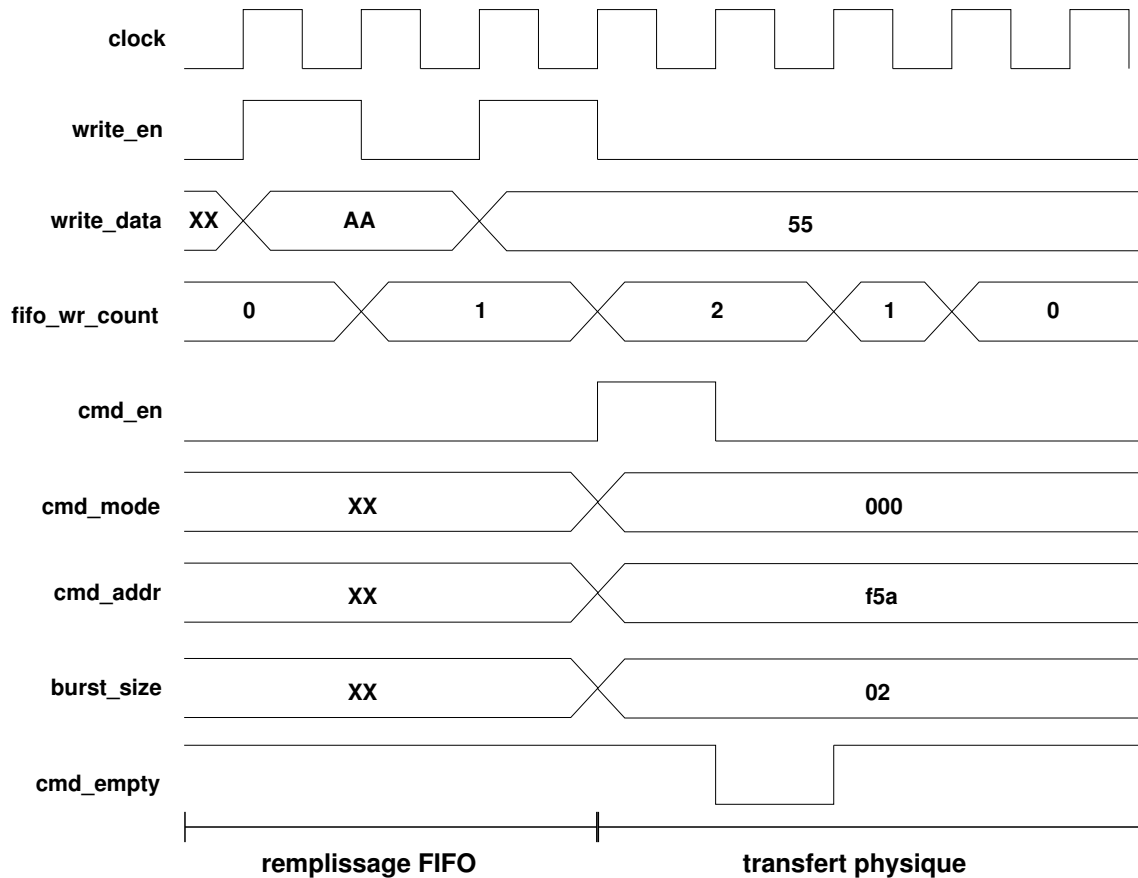 clock
write_en
write_data XX AA 55
fifo_wr_count 0 1 2 1 0
cmd_en
cmd_mode XX 000
cmd_addr XX f5a
burst_size XX 02
cmd_empty
remplissage FIFO transfert physique